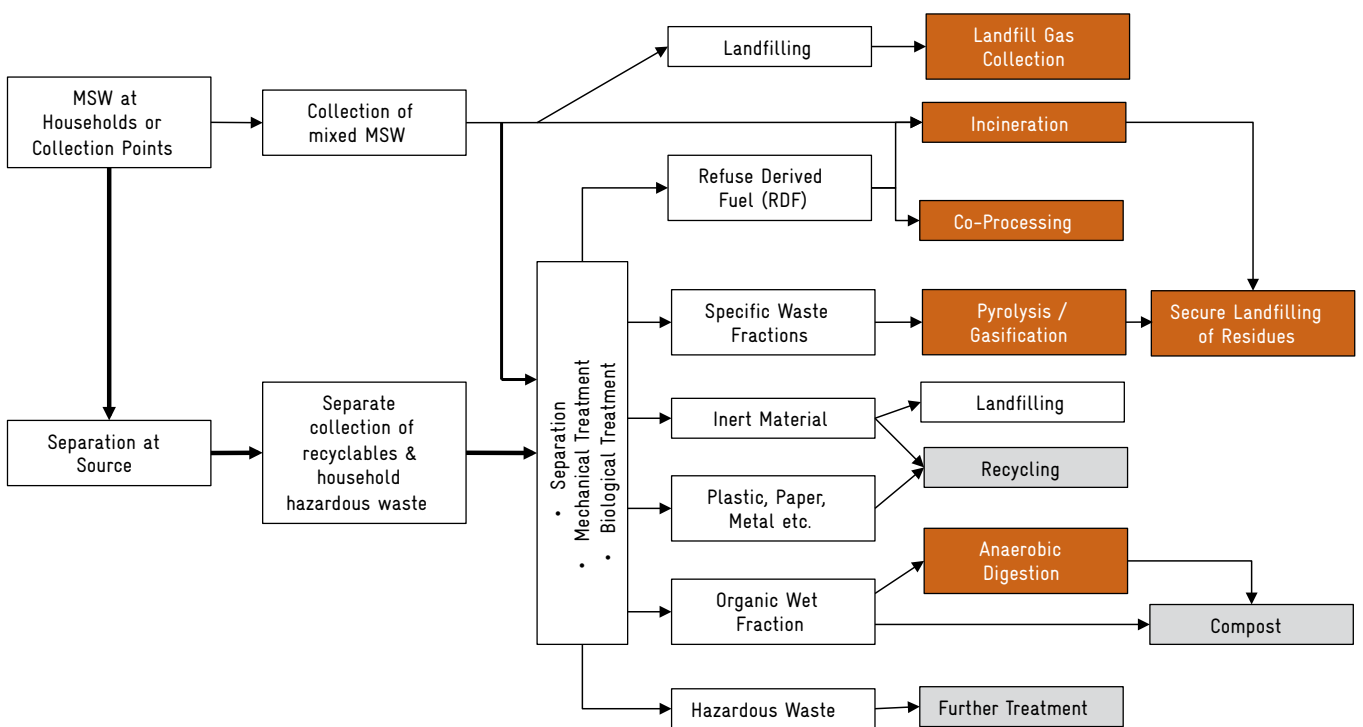 MSW at
Households or
Collection Points
Collection of
mixed MSW
Landfilling
Landfill Gas
Collection
Incineration
Refuse Derived
Fuel (RDF)
Co-Processing
Separation at
Source
Separate
collection of
recyclables &
household
hazardous waste
• Separation
• Mechanical Treatment
• Biological Treatment
Specific Waste
Fractions
Pyrolysis /
Gasification
Secure Landfilling
of Residues
Inert Material
Landfilling
Recycling
Plastic, Paper,
Metal etc.
Organic Wet
Fraction
Anaerobic
Digestion
Compost
Hazardous Waste
Further Treatment